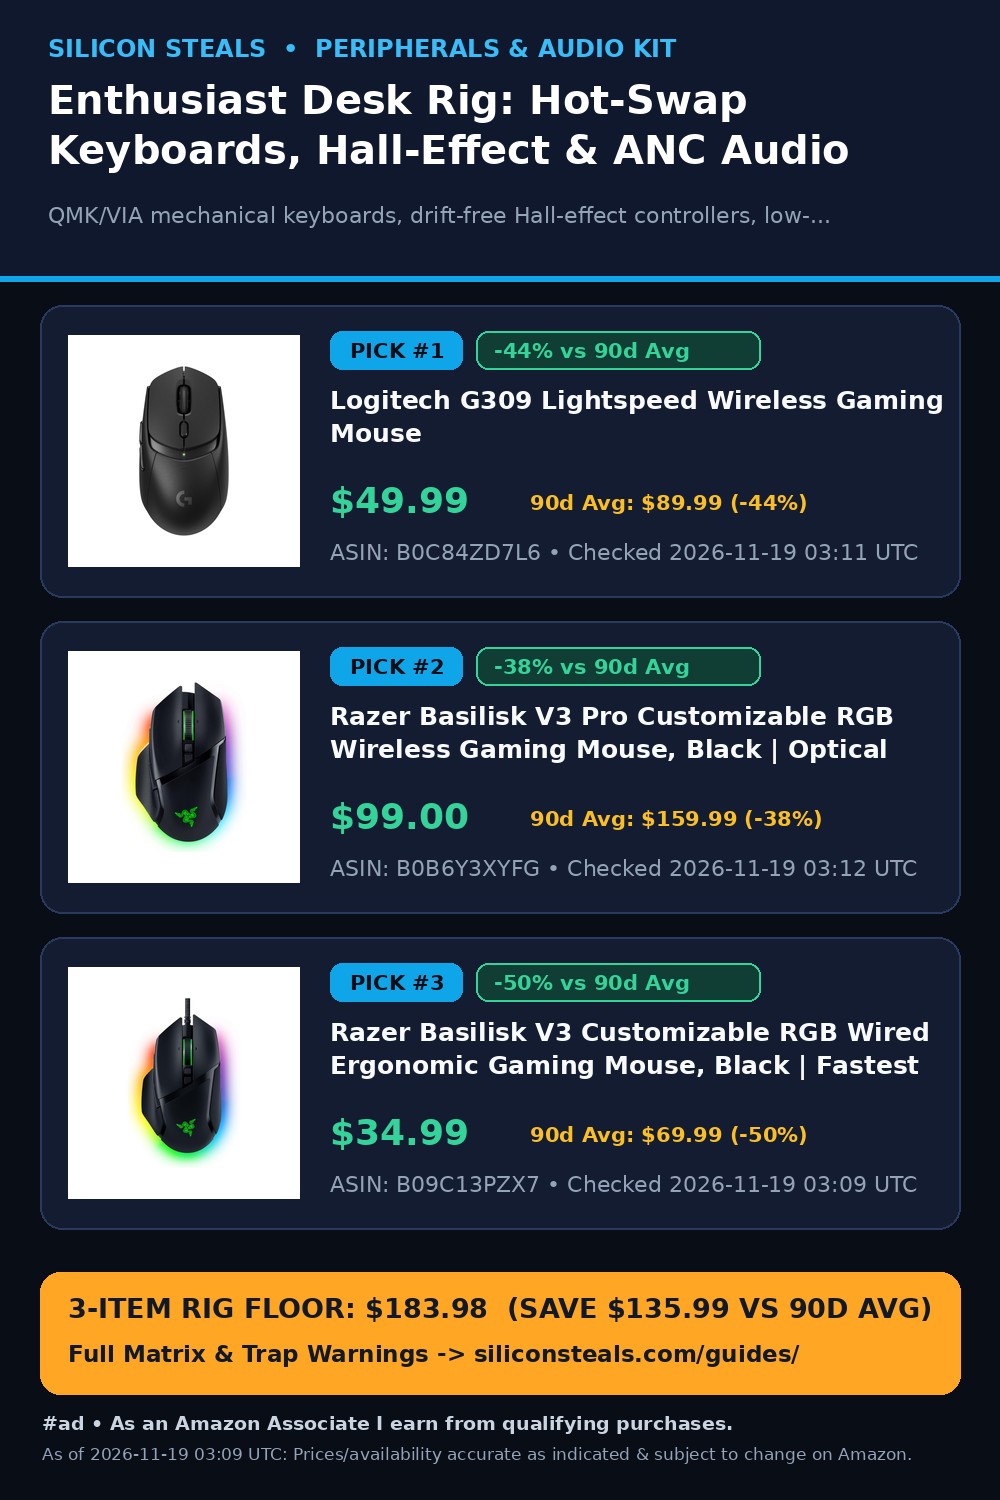 SILICON STEALS • PERIPHERALS & AUDIO KIT
Enthusiast Desk Rig: Hot-Swap
Keyboards, Hall-Effect & ANC Audio
QMK/VIA mechanical keyboards, drift-free Hall-effect controllers, low-...
PICK #1
-44% vs 90d Avg
Logitech G309 Lightspeed Wireless Gaming
Mouse
$49.99
90d Avg: $89.99 (-44%)
ASIN: B0C84ZD7L6 • Checked 2026-11-19 03:11 UTC
PICK #2
-38% vs 90d Avg
Razer Basilisk V3 Pro Customizable RGB
Wireless Gaming Mouse, Black | Optical
$99.00
90d Avg: $159.99 (-38%)
ASIN: B0B6Y3XYFG • Checked 2026-11-19 03:12 UTC
PICK #3
-50% vs 90d Avg
Razer Basilisk V3 Customizable RGB Wired
Ergonomic Gaming Mouse, Black | Fastest
$34.99
90d Avg: $69.99 (-50%)
ASIN: B09C13PZX7 • Checked 2026-11-19 03:09 UTC
3-ITEM RIG FLOOR: $183.98 (SAVE $135.99 VS 90D AVG)
Full Matrix & Trap Warnings -> siliconsteals.com/guides/
#ad • As an Amazon Associate I earn from qualifying purchases.
As of 2026-11-19 03:09 UTC: Prices/availability accurate as indicated & subject to change on Amazon.